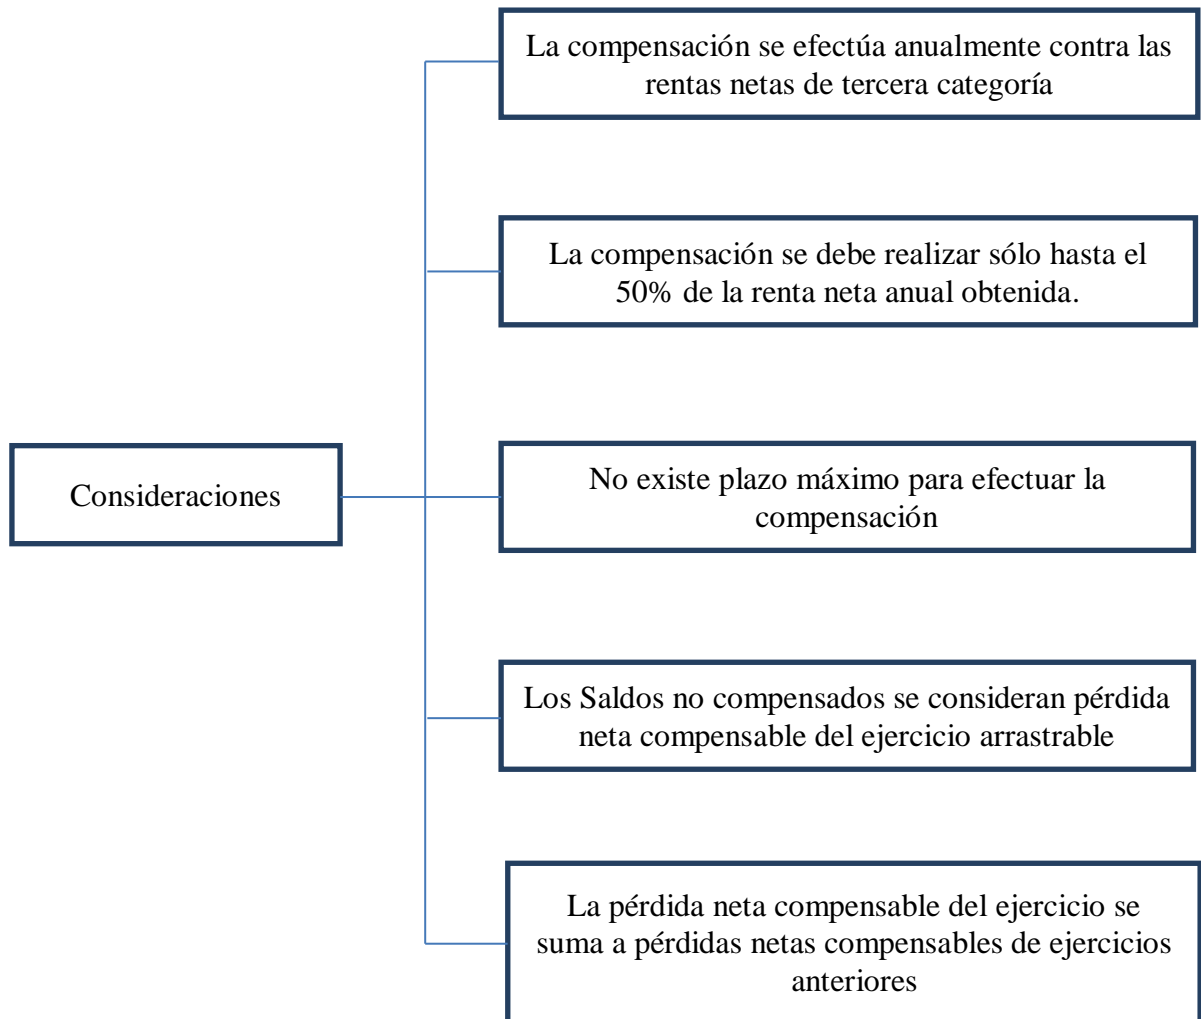 La compensación se efectúa anualmente contra las
rentas netas de tercera categoría
La compensación se debe realizar sólo hasta el
50% de la renta neta anual obtenida.
Consideraciones
No existe plazo máximo para efectuar la
compensación
Los Saldos no compensados se consideran pérdida
neta compensable del ejercicio arrastrable
La pérdida neta compensable del ejercicio se
suma a pérdidas netas compensables de ejercicios
anteriores